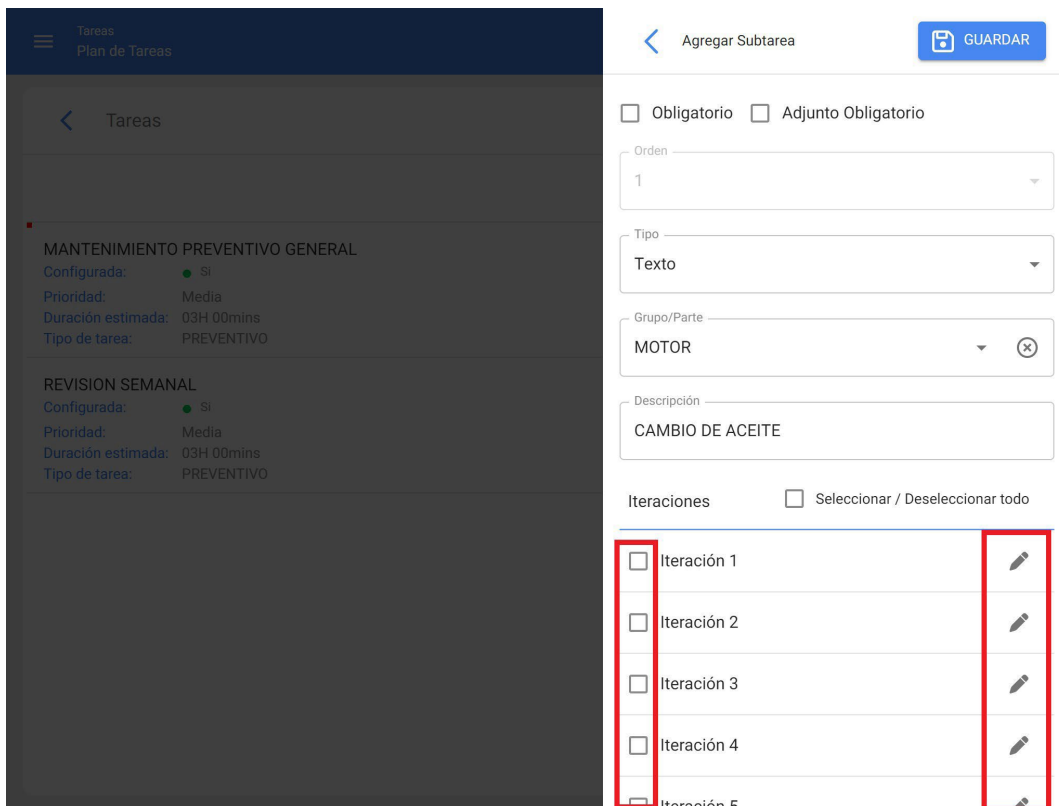 Tareas
Plan de Tareas
Tareas
MANTENIMIENTO PREVENTIVO GENERAL
Configurada: Si
Prioridad: Media
Duración estimada: 03H 00mins
Tipo de tarea: PREVENTIVO
REVISION SEMANAL
Configurada: Si
Prioridad: Media
Duración estimada: 03H 00mins
Tipo de tarea: PREVENTIVO
Agregar Subtarea
GUARDAR
Obligatorio Adjunto Obligatorio
Orden
1
Tipo
Texto
Grupo/Parte
MOTOR
Descripción
CAMBIO DE ACEITE
Iteraciones Seleccionar / Deseleccionar todo
Iteración 1
Iteración 2
Iteración 3
Iteración 4
Iteración 5